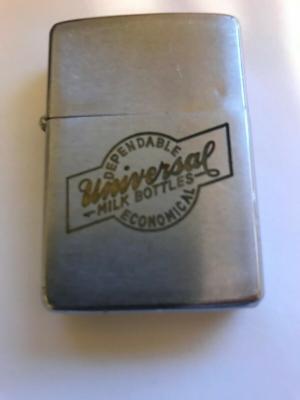 DEPENDABLE
Universal
MILK BOTTLES
ECONOMICAL